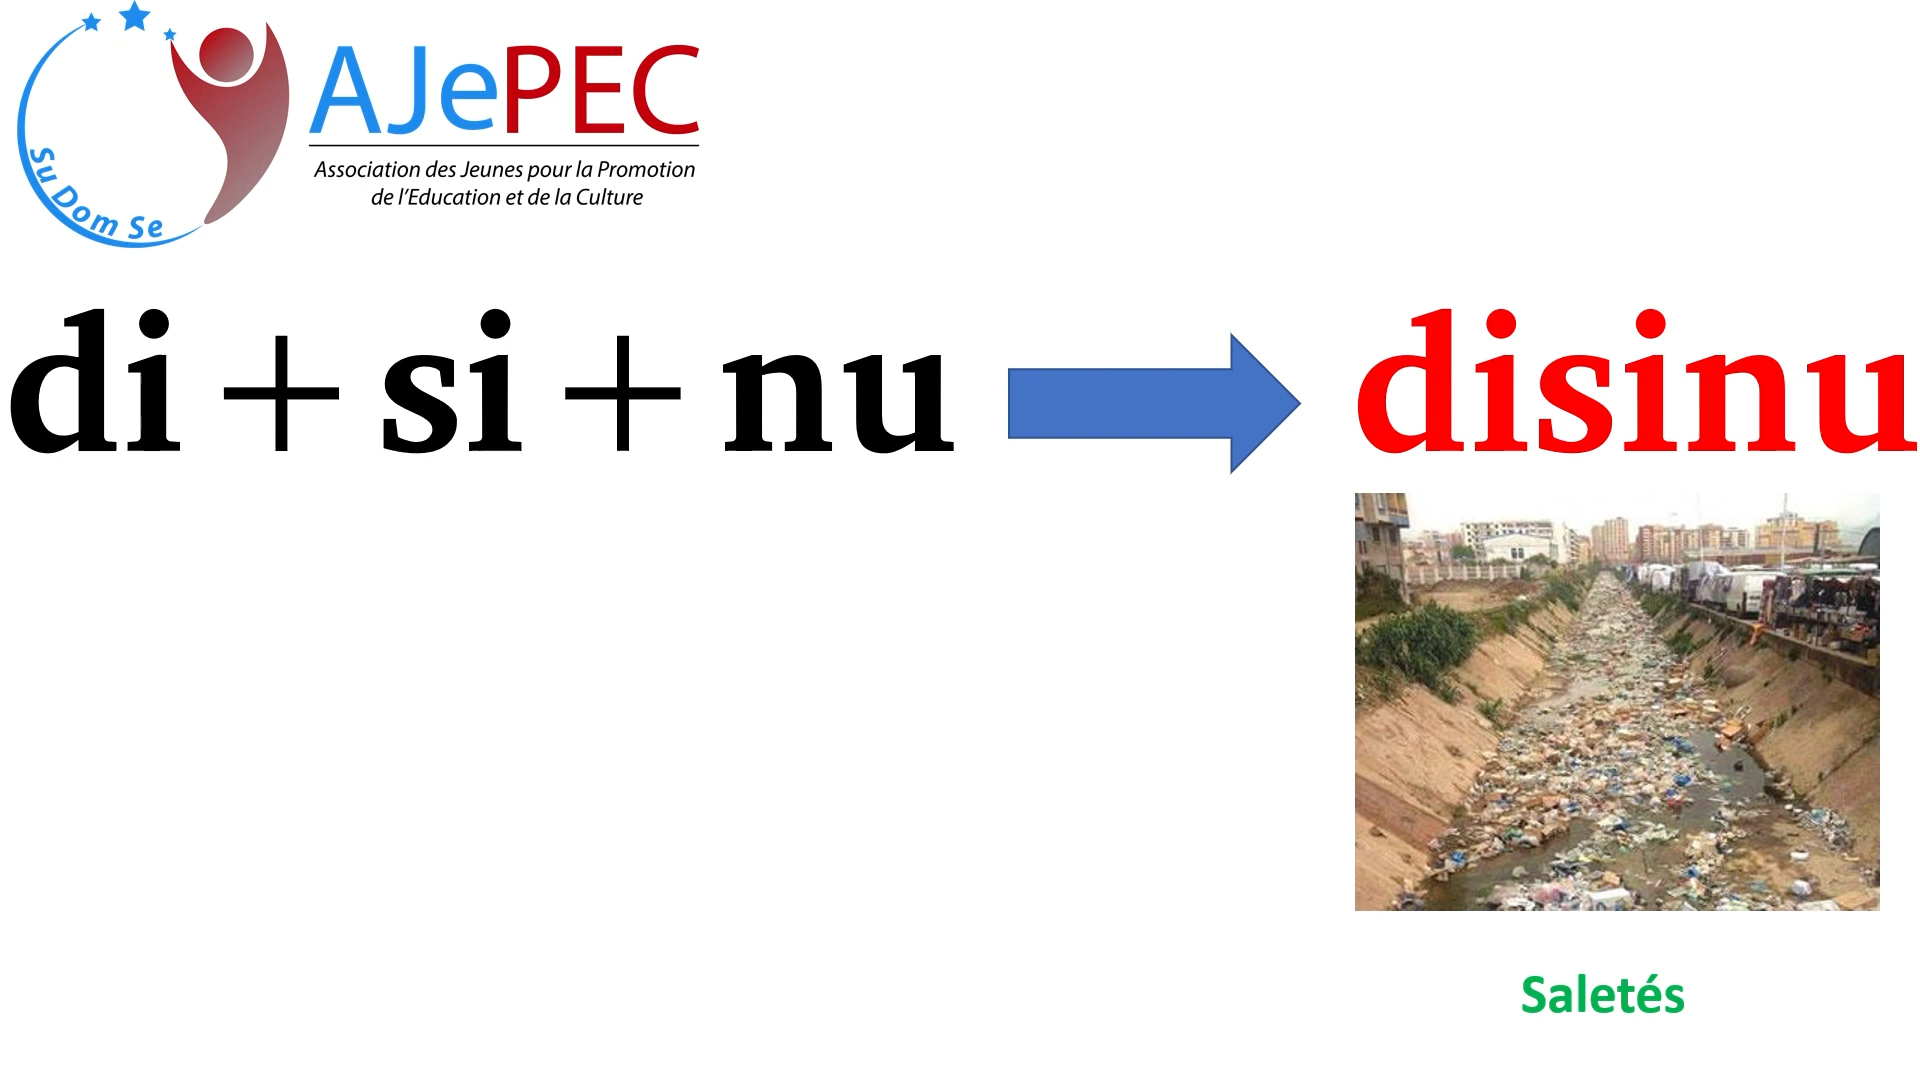 Su Dom Se
AJePEC
Association des Jeunes pour la Promotion
de l'Education et de la Culture
di + si + nu disinu
Saletés